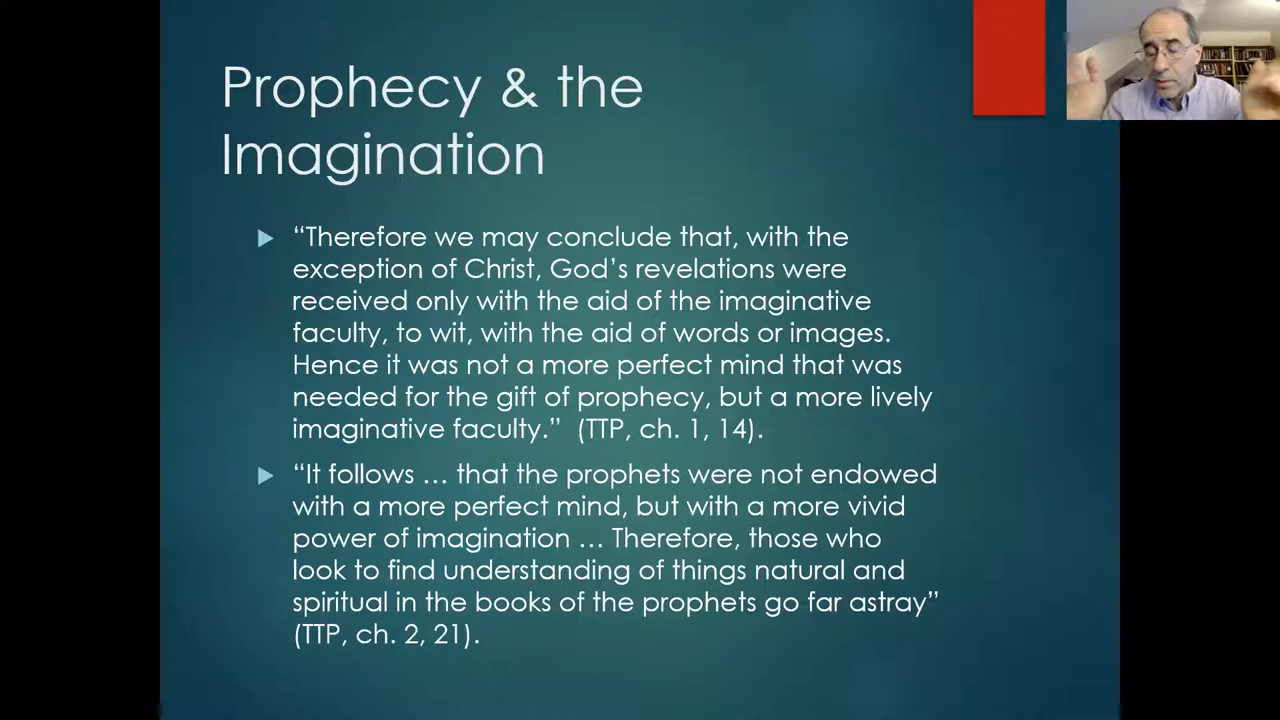 Prophecy & the
Imagination
“Therefore we may conclude that, with the
exception of Christ, God’s revelations were
received only with the aid of the imaginative
faculty, to wit, with the aid of words or images.
Hence it was not a more perfect mind that was
needed for the gift of prophecy, but a more lively
imaginative faculty.” (TTP, ch. 1, 14).
“It follows … that the prophets were not endowed
with a more perfect mind, but with a more vivid
power of imagination … Therefore, those who
look to find understanding of things natural and
spiritual in the books of the prophets go far astray”
(TTP, ch. 2, 21).